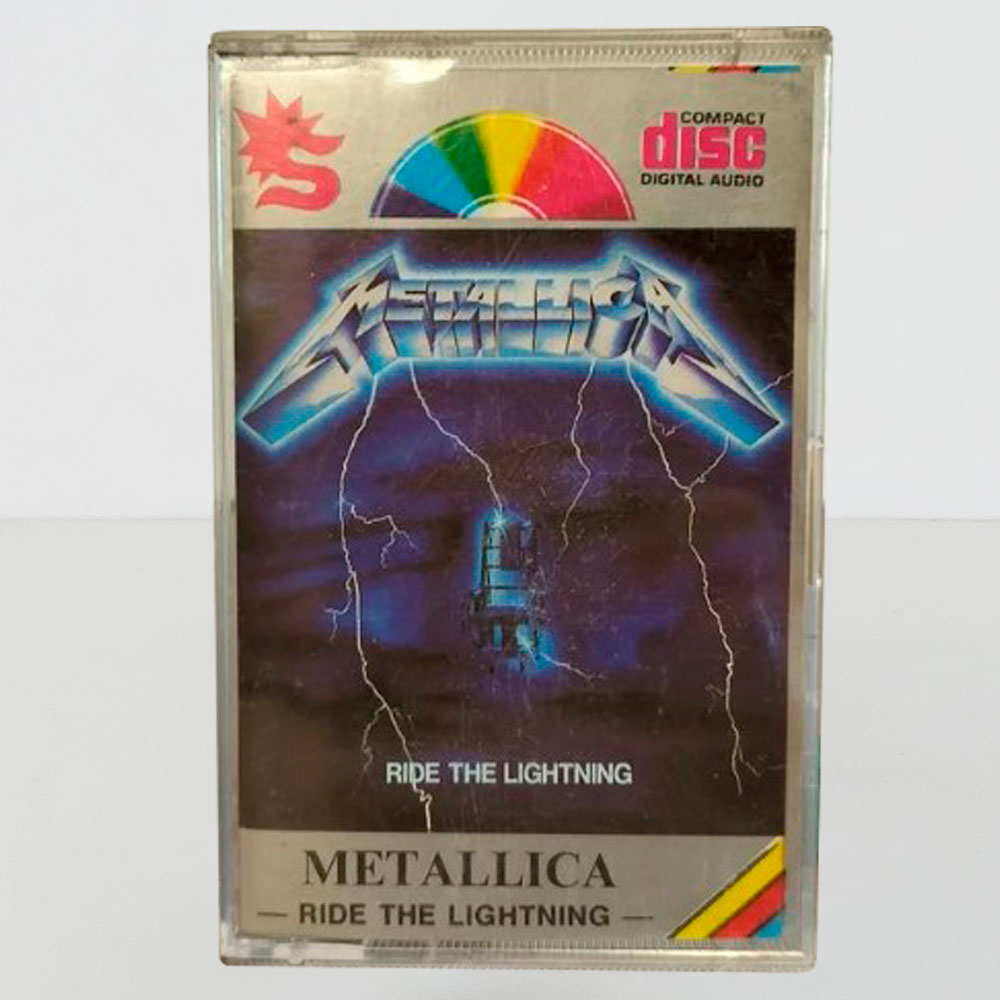 S
COMPACT
disc
DIGITAL AUDIO
METALLICA
RIDE THE LIGHTNING
METALLICA
— RIDE THE LIGHTNING —